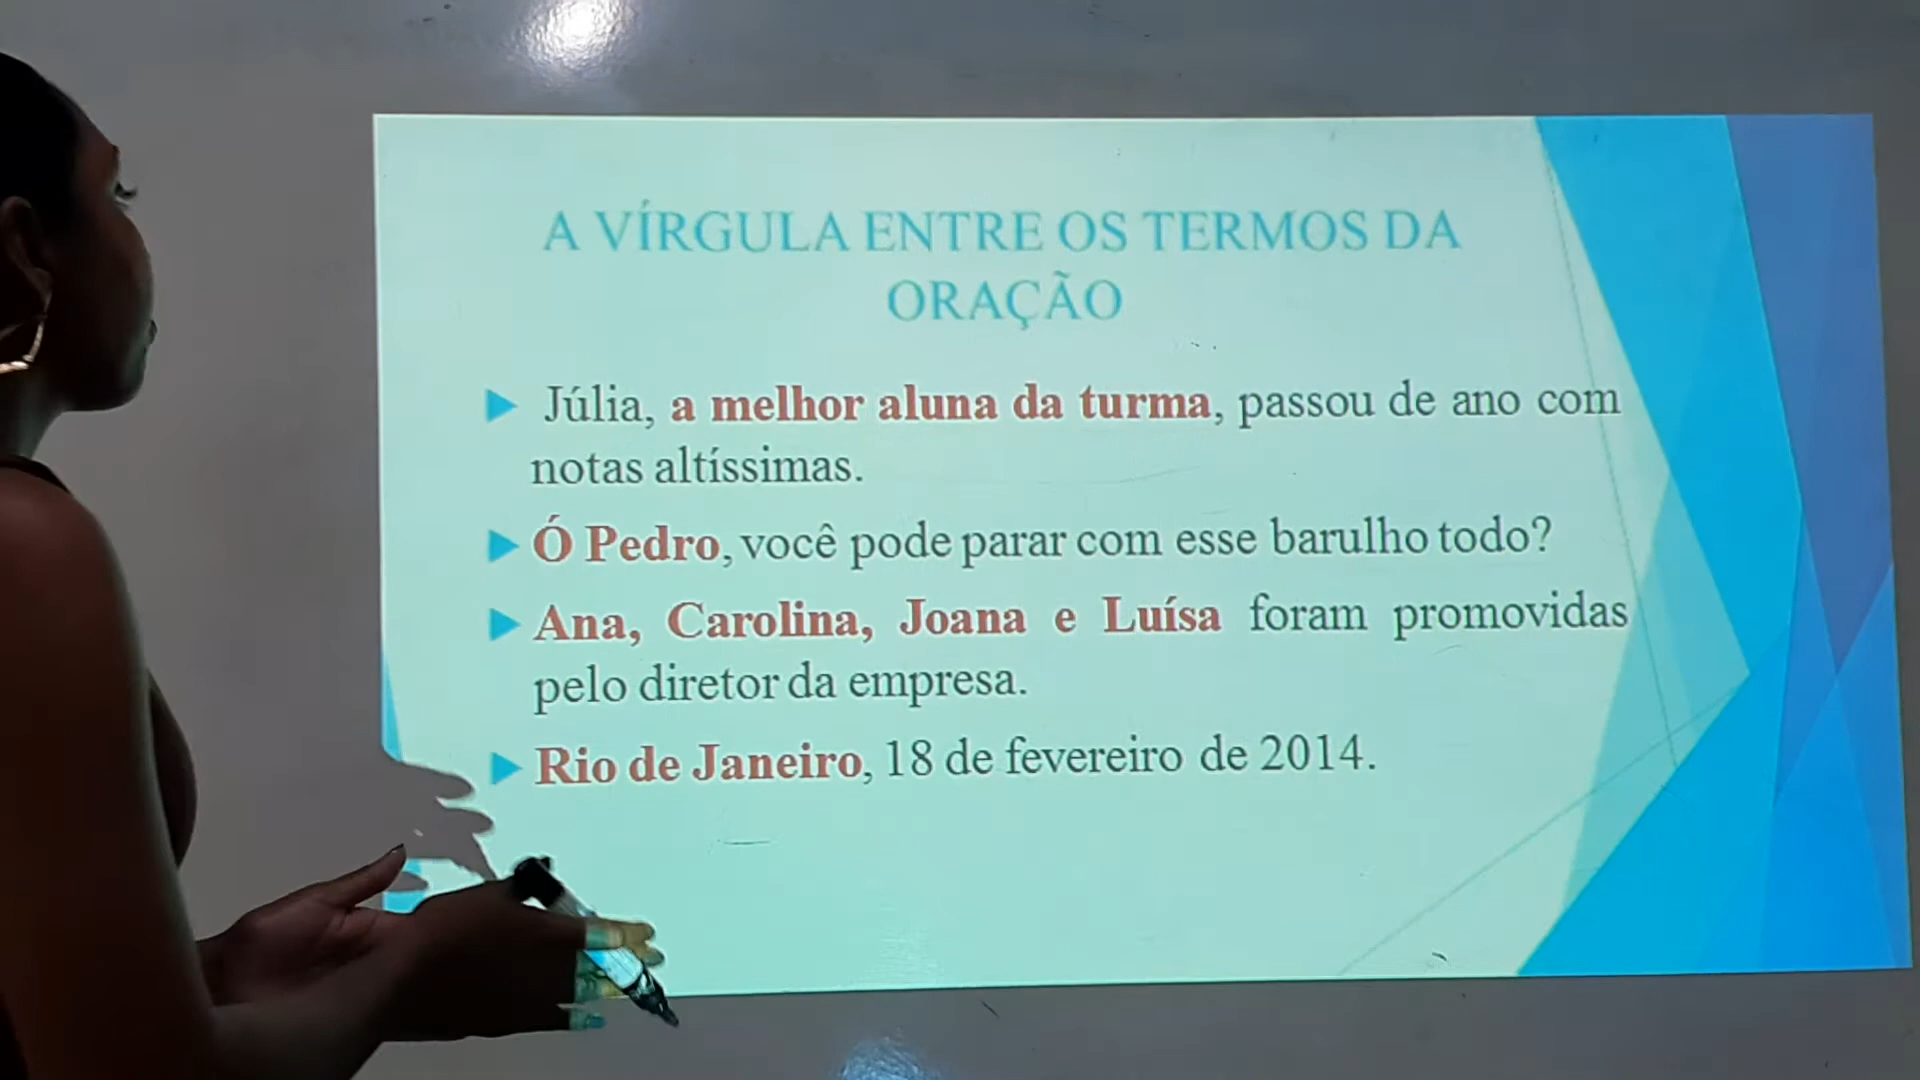 A VÍRGULA ENTRE OS TERMOS DA
ORAÇÃO
Júlia, a melhor aluna da turma, passou de ano com
notas altíssimas.
Ó Pedro, você pode parar com esse barulho todo?
Ana, Carolina, Joana e Luísa foram promovidas
pelo diretor da empresa.
Rio de Janeiro, 18 de fevereiro de 2014.